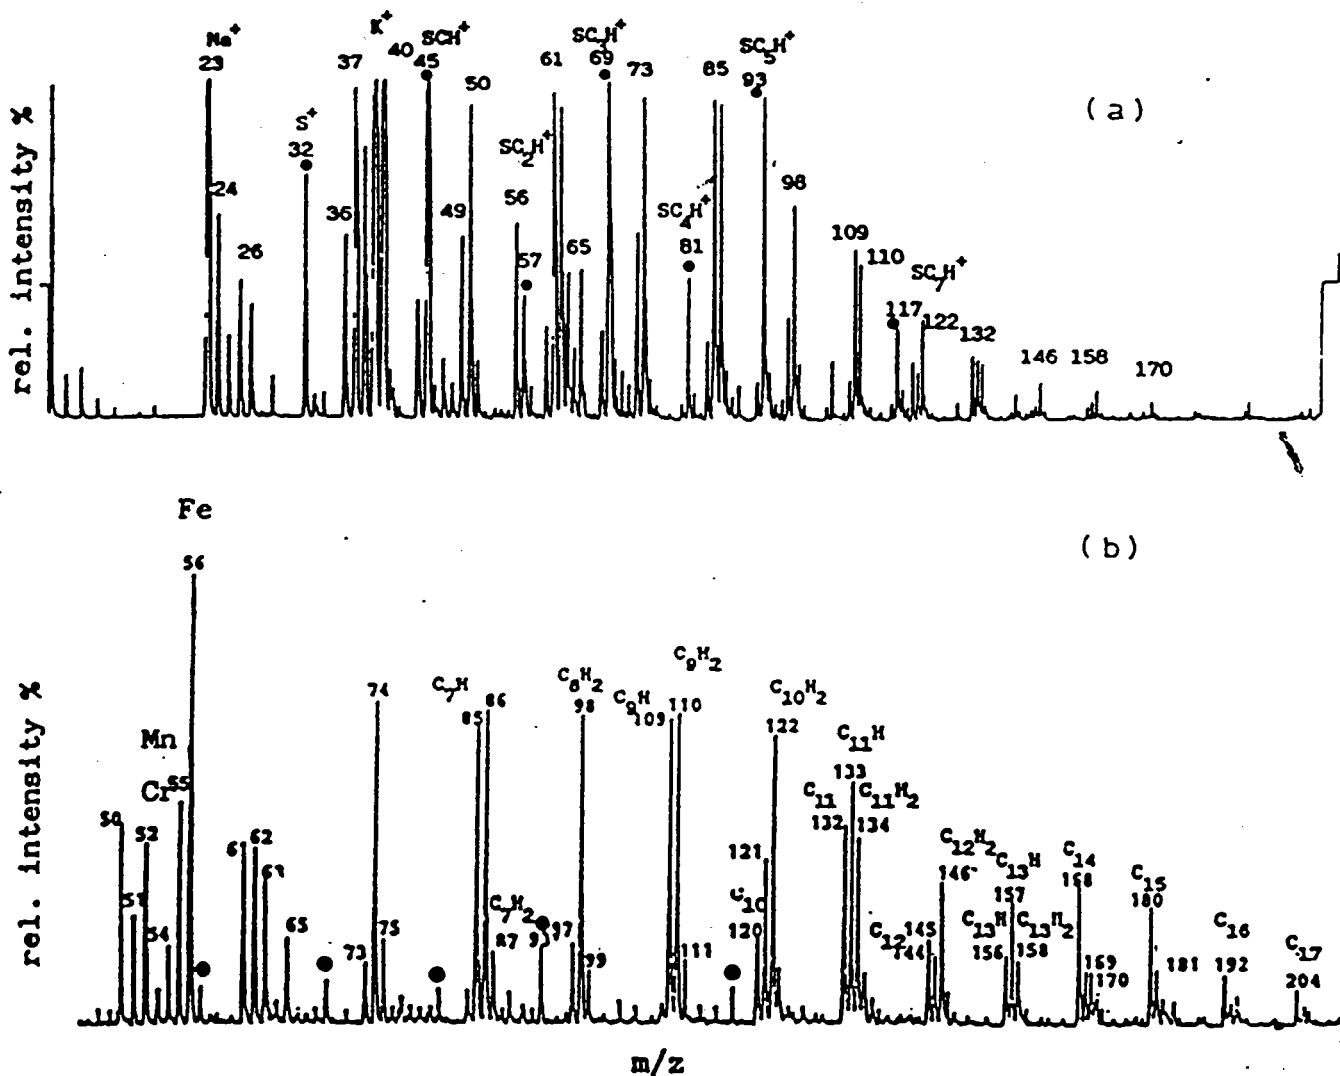 Na⁺ K⁺ SCH⁺ SC₃H⁺ SC₅H⁺
23 37 40 45 50 61 69 73 85 93
(a)
S⁺
32
SC₂H⁺
24 26 36 49 56 57 65
SC₄H⁺
81
98
109
110
SC₇H⁺
117
122
132
146
158
170
rel. intensity %
Fe
56
(b)
Mn
Cr
55
50
51
52
54
61
62
63
65
74
73
75
C₇H
85
86
C₇H₂
87
93
97
C₈H₂
98
99
C₉H
109
C₉H₂
110
111
C₁₀
120
121
C₁₀H₂
122
C₁₁
132
C₁₁H
133
C₁₁H₂
134
C₁₂
144
145
C₁₂H₂
146
C₁₃H
156
C₁₃H
157
C₁₃H₂
158
C₁₄
168
169
170
C₁₅
180
181
C₁₆
192
C₁₇
204
rel. intensity %
m/z